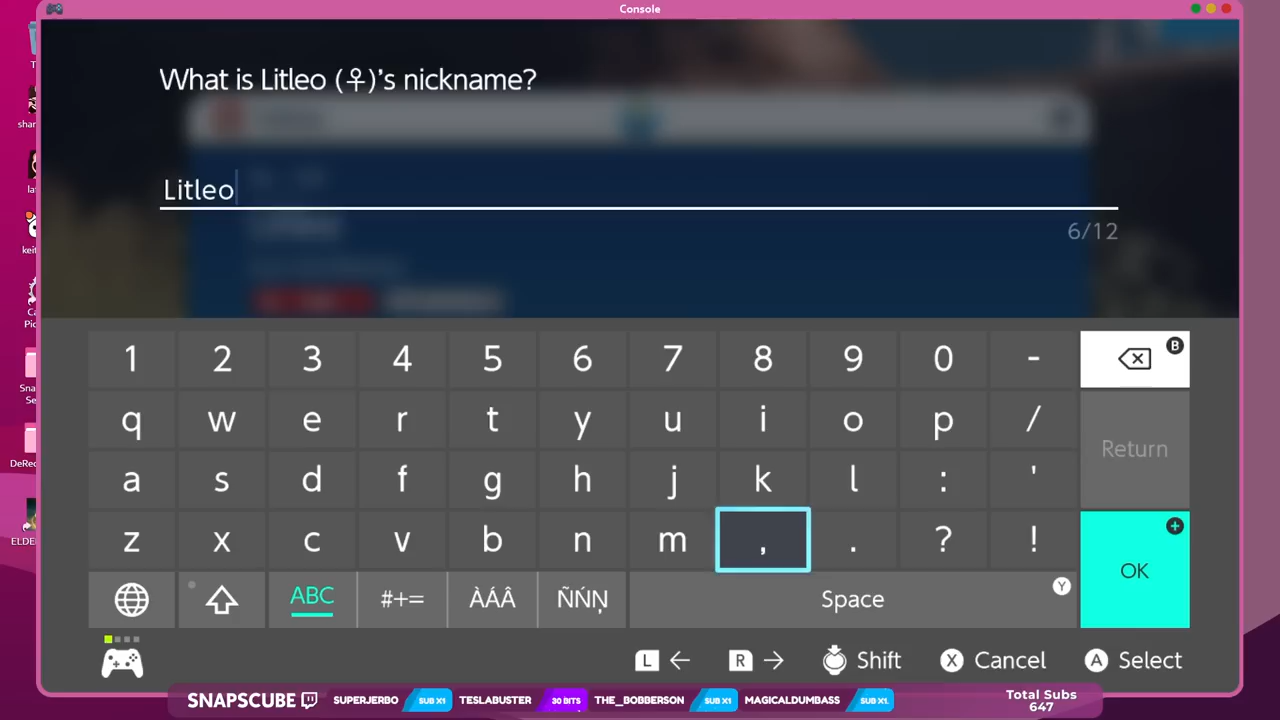 Console
What is Litleo (♀)'s nickname?
Litleo
6/12
1 2 3 4 5 6 7 8 9 0 - B
q w e r t y u i o p /
Return
a s d f g h j k l : '
z x c v b n m , . ? ! +
OK
ABC #+= ÀÁÂ ÑŃṆ Space Y
L ← R → Shift X Cancel A Select
SNAPSCUBE SUPERJERBO SUB X1 TESLABUSTER 30 BITS THE_BOBBERSON SUB X1 MAGICALDUMBASS SUB X1. Total Subs
647